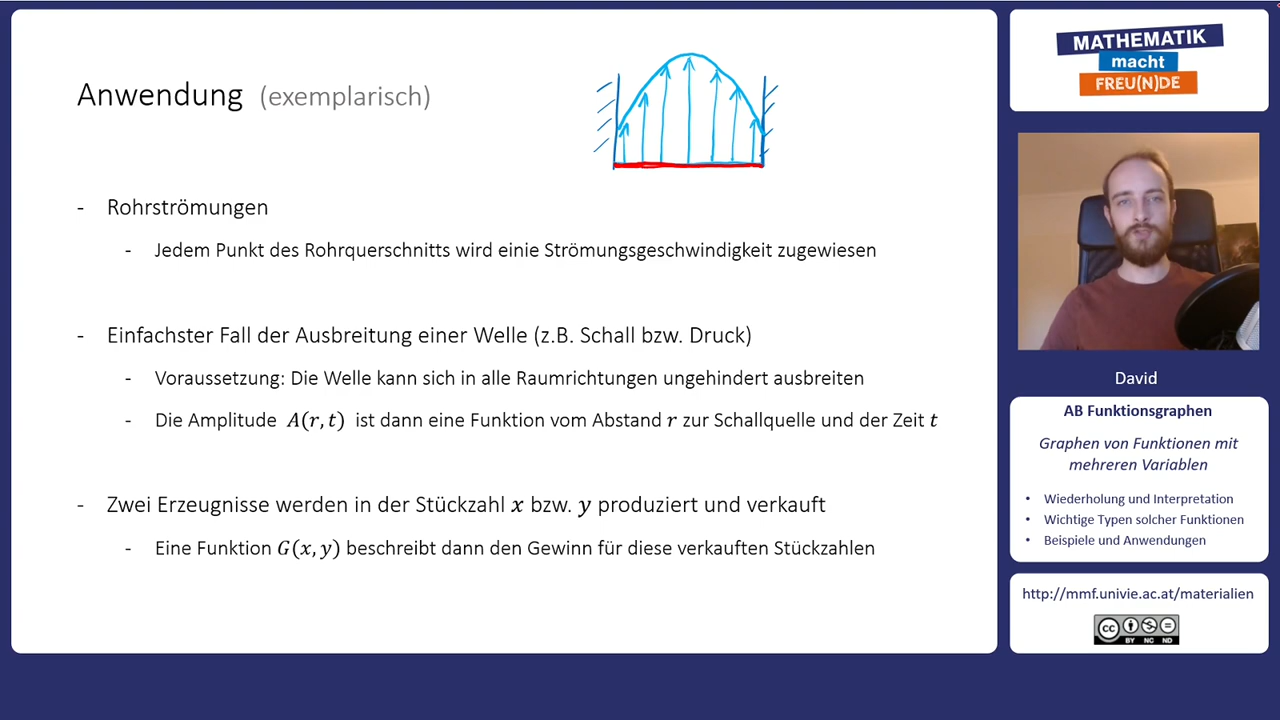 Anwendung (exemplarisch)
- Rohrströmungen
- Jedem Punkt des Rohrquerschnitts wird einie Strömungsgeschwindigkeit zugewiesen
- Einfachster Fall der Ausbreitung einer Welle (z.B. Schall bzw. Druck)
- Voraussetzung: Die Welle kann sich in alle Raumrichtungen ungehindert ausbreiten
- Die Amplitude A(r, t) ist dann eine Funktion vom Abstand r zur Schallquelle und der Zeit t
- Zwei Erzeugnisse werden in der Stückzahl x bzw. y produziert und verkauft
- Eine Funktion G(x, y) beschreibt dann den Gewinn für diese verkauften Stückzahlen
MATHEMATIK
macht
FREU(N)DE
David
AB Funktionsgraphen
Graphen von Funktionen mit
mehreren Variablen
• Wiederholung und Interpretation
• Wichtige Typen solcher Funktionen
• Beispiele und Anwendungen
http://mmf.univie.ac.at/materialien
CC BY NC ND